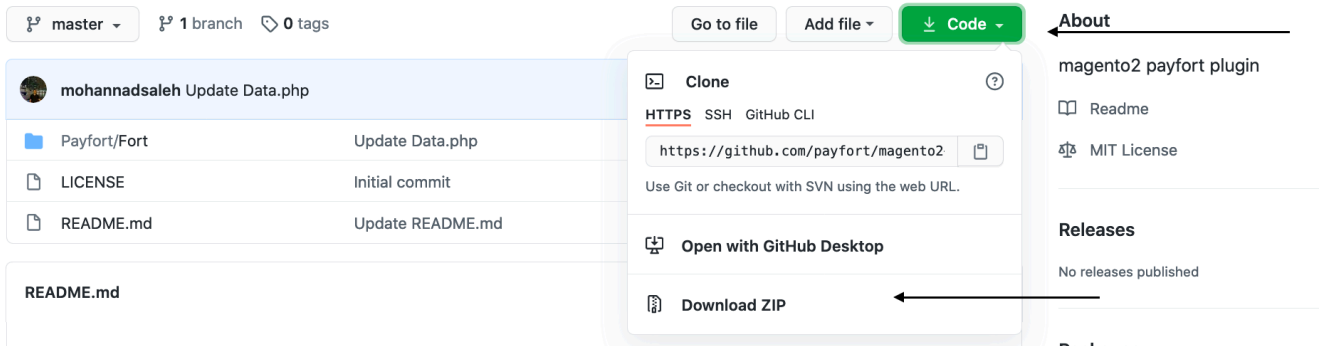 master
1 branch
0 tags
Go to file
Add file
Code
mohannadsaleh Update Data.php
Payfort/Fort Update Data.php
LICENSE Initial commit
README.md Update README.md
README.md
Clone
HTTPS SSH GitHub CLI
https://github.com/payfort/magento2-
Use Git or checkout with SVN using the web URL.
Open with GitHub Desktop
Download ZIP
About
magento2 payfort plugin
Readme
MIT License
Releases
No releases published